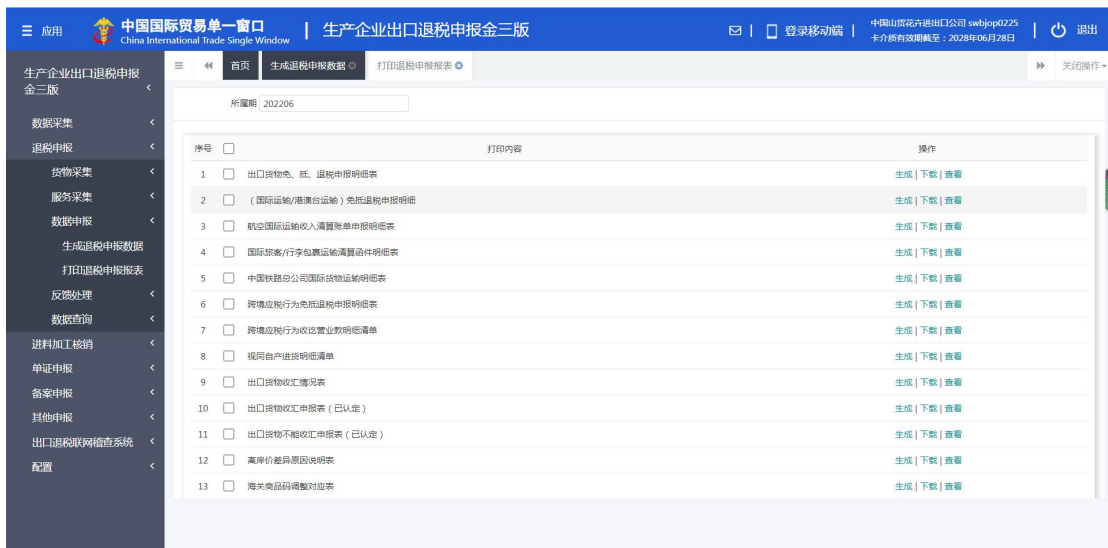 应用
中国国际贸易单一窗口
China International Trade Single Window
生产企业出口退税申报金三版
登录移动端
中国山货花卉进出口公司 swbjop0225
卡介质有效期截至：2028年06月28日
退出
生产企业出口退税申报
金三版
首页
生成退税申报数据
打印退税申报报表
关闭操作
数据采集
退税申报
货物采集
服务采集
数据申报
生成退税申报数据
打印退税申报报表
反馈处理
数据查询
进料加工核销
单证申报
备案申报
其他申报
出口退税联网稽查系统
配置
所属期 202206
序号 打印内容 操作
1 出口货物免、抵、退税申报明细表 生成 | 下载 | 查看
2 （国际运输/港澳台运输）免抵退税申报明细 生成 | 下载 | 查看
3 航空国际运输收入清算账单申报明细表 生成 | 下载 | 查看
4 国际旅客/行李包裹运输清算函件明细表 生成 | 下载 | 查看
5 中国铁路总公司国际货物运输明细表 生成 | 下载 | 查看
6 跨境应税行为免抵退税申报明细表 生成 | 下载 | 查看
7 跨境应税行为收讫营业款明细清单 生成 | 下载 | 查看
8 视同自产进货明细清单 生成 | 下载 | 查看
9 出口货物收汇情况表 生成 | 下载 | 查看
10 出口货物收汇申报表（已认定） 生成 | 下载 | 查看
11 出口货物不能收汇申报表（已认定） 生成 | 下载 | 查看
12 离岸价差异原因说明表 生成 | 下载 | 查看
13 海关商品码调整对应表 生成 | 下载 | 查看